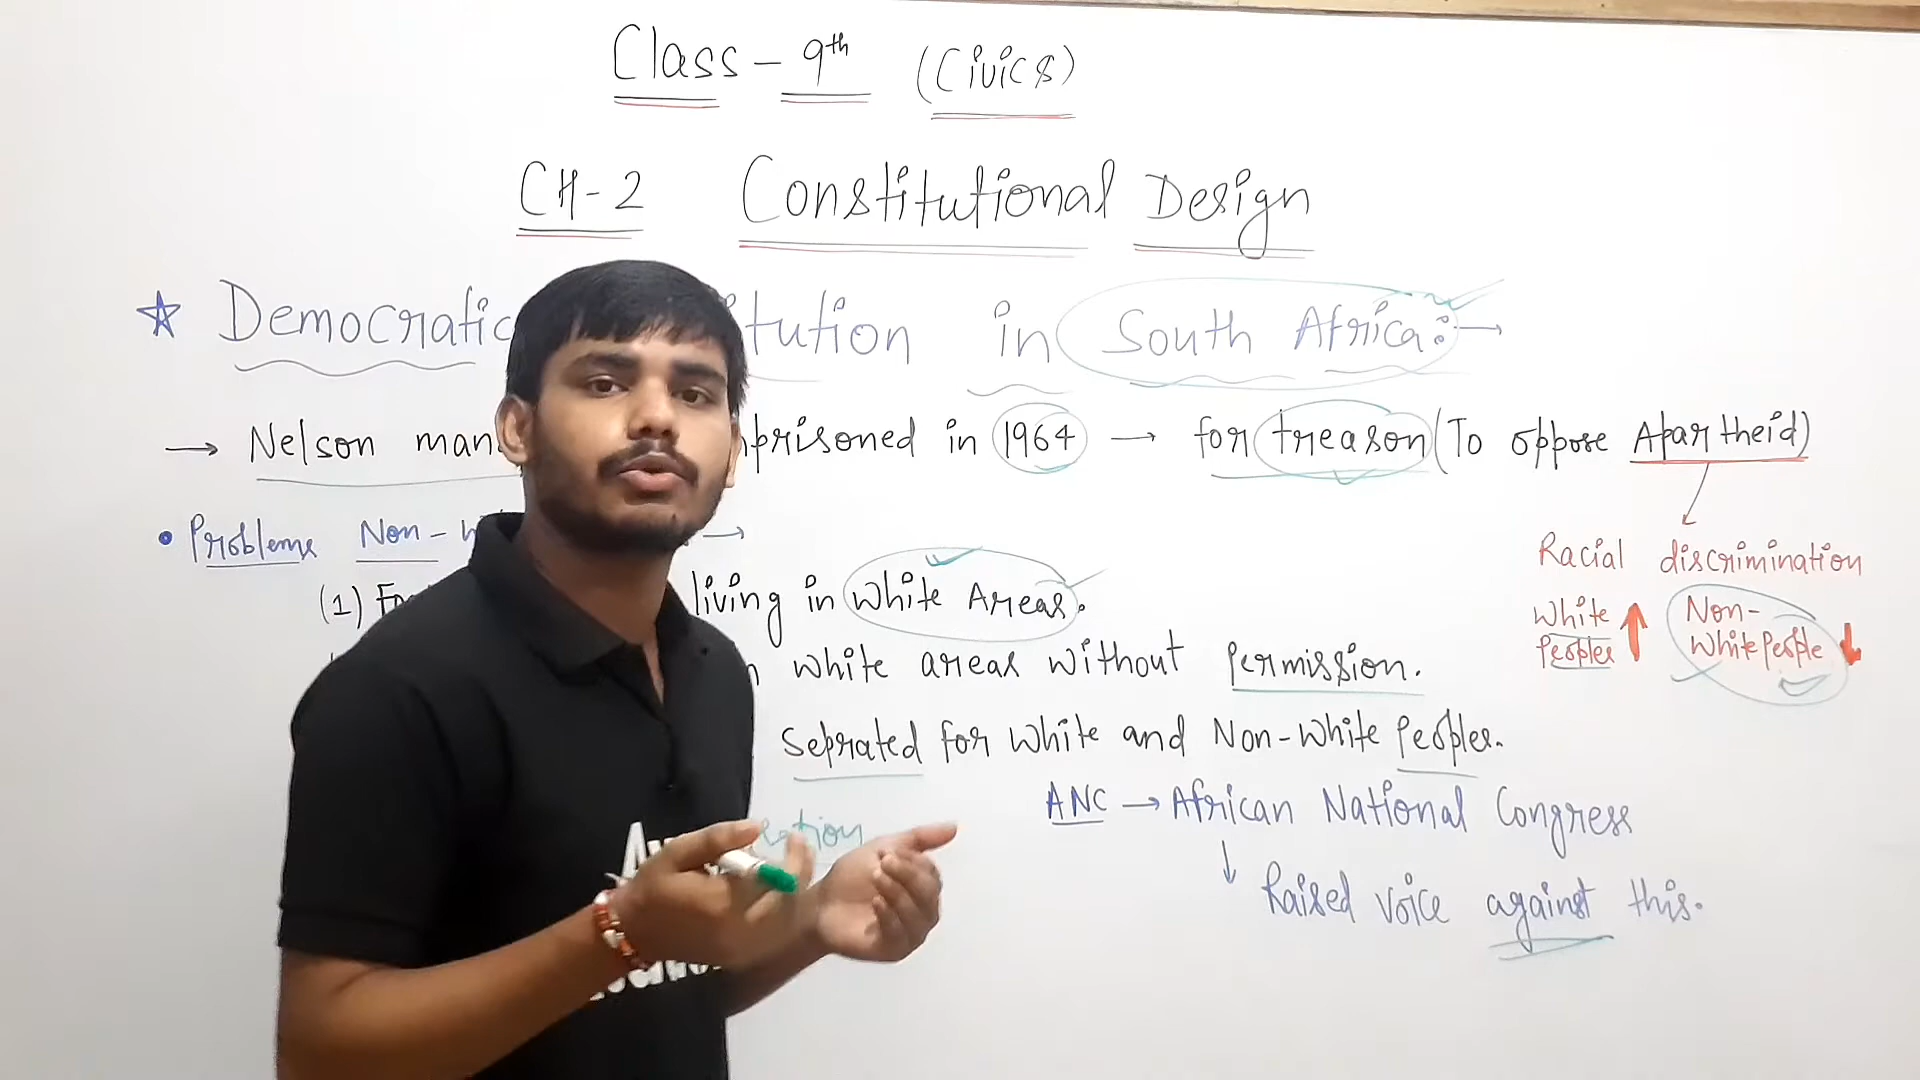 Class - 9th (Civics)
CH-2 Constitutional Design
☆ Democratic tution in South Africa:→
→ Nelson man prisoned in 1964 → for treason (To oppose Apartheid)
• Problems Non- →
Racial discrimination
White Peoples ↑ Non-White People ↓
(1) living in White Areas.
white areas without permission.
Seprated for White and Non-White Peoples.
ANC → African National Congress
↓ Raised voice against this.